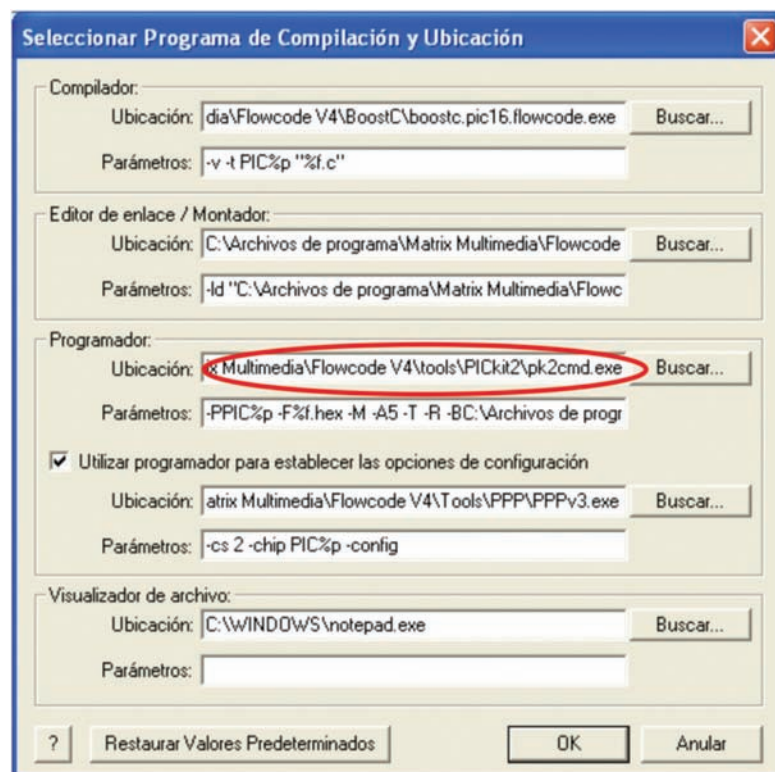 Seleccionar Programa de Compilación y Ubicación
Compilador:
Ubicación: dia\Flowcode V4\BoostC\boostc.pic16.flowcode.exe Buscar...
Parámetros: -v -t PIC%p "%f.c"
Editor de enlace / Montador:
Ubicación: C:\Archivos de programa\Matrix Multimedia\Flowcode Buscar...
Parámetros: -ld "C:\Archivos de programa\Matrix Multimedia\Flowc
Programador:
Ubicación: ix Multimedia\Flowcode V4\tools\PICkit2\pk2cmd.exe Buscar...
Parámetros: -PPIC%p -F%f.hex -M -A5 -T -R -BC:\Archivos de progr
Utilizar programador para establecer las opciones de configuración
Ubicación: atrix Multimedia\Flowcode V4\Tools\PPP\PPPv3.exe Buscar...
Parámetros: -cs 2 -chip PIC%p -config
Visualizador de archivo:
Ubicación: C:\WINDOWS\notepad.exe Buscar...
Parámetros:
? Restaurar Valores Predeterminados OK Anular